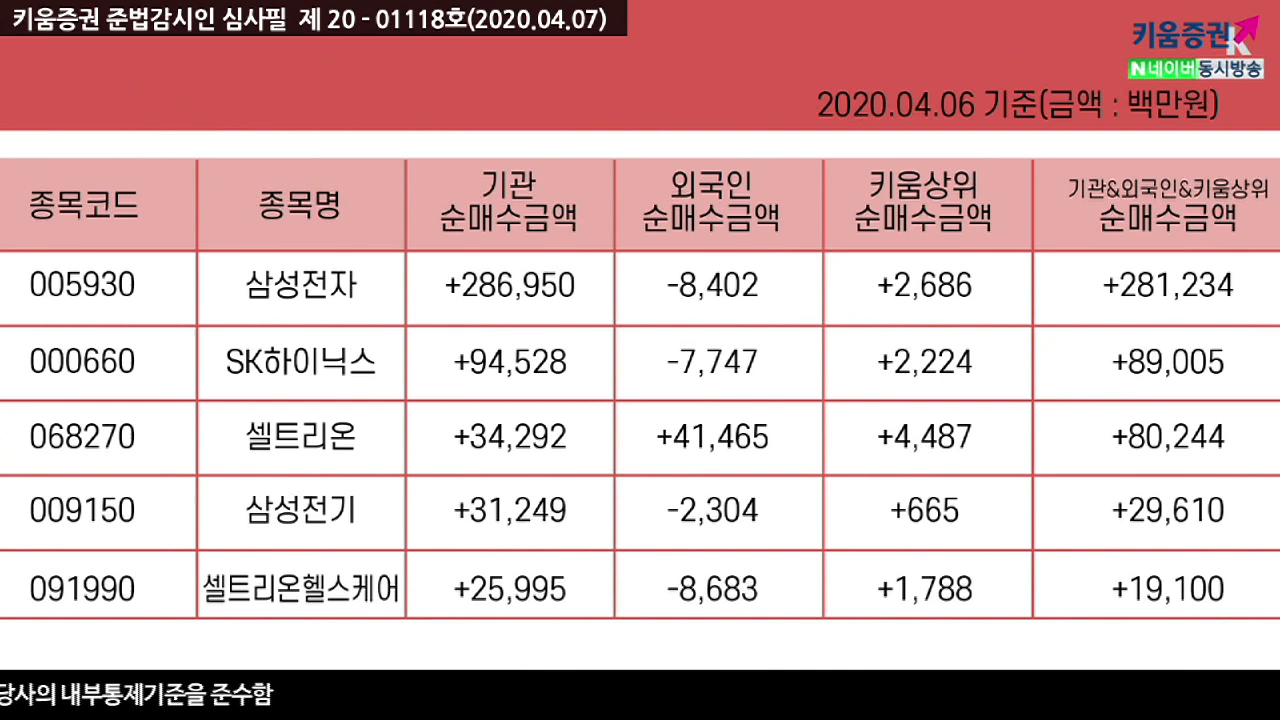 키움증권 준법감시인 심사필 제 20 - 01118호(2020.04.07)
키움증권
K
N 네이버 동시방송
2020.04.06 기준(금액 : 백만원)
종목코드 종목명 기관 순매수금액 외국인 순매수금액 키움상위 순매수금액 기관&외국인&키움상위 순매수금액
005930 삼성전자 +286,950 -8,402 +2,686 +281,234
000660 SK하이닉스 +94,528 -7,747 +2,224 +89,005
068270 셀트리온 +34,292 +41,465 +4,487 +80,244
009150 삼성전기 +31,249 -2,304 +665 +29,610
091990 셀트리온헬스케어 +25,995 -8,683 +1,788 +19,100
당사의 내부통제기준을 준수함